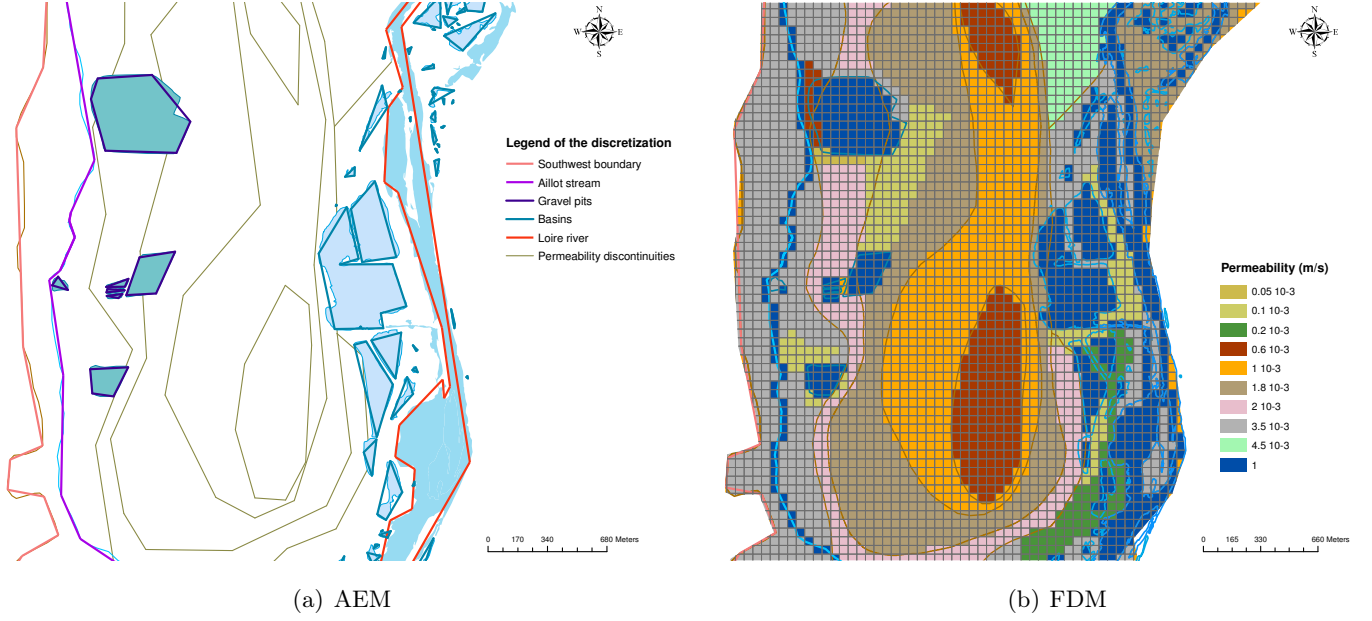 N
W E
S
Legend of the discretization
Southwest boundary
Aillot stream
Gravel pits
Basins
Loire river
Permeability discontinuities
0 170 340 680 Meters
(a) AEM
N
W E
S
Permeability (m/s)
0.05 10-3
0.1 10-3
0.2 10-3
0.6 10-3
1 10-3
1.8 10-3
2 10-3
3.5 10-3
4.5 10-3
1
0 165 330 660 Meters
(b) FDM